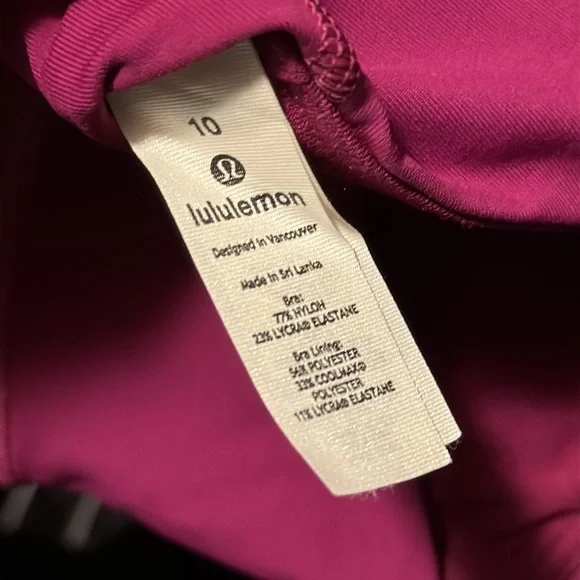 10
lululemon
Designed in Vancouver
Made in Sri Lanka
Bra:
77% NYLON
23% LYCRA® ELASTANE
Bra Lining:
56% POLYESTER
33% COOLMAX®
POLYESTER
11% LYCRA® ELASTANE